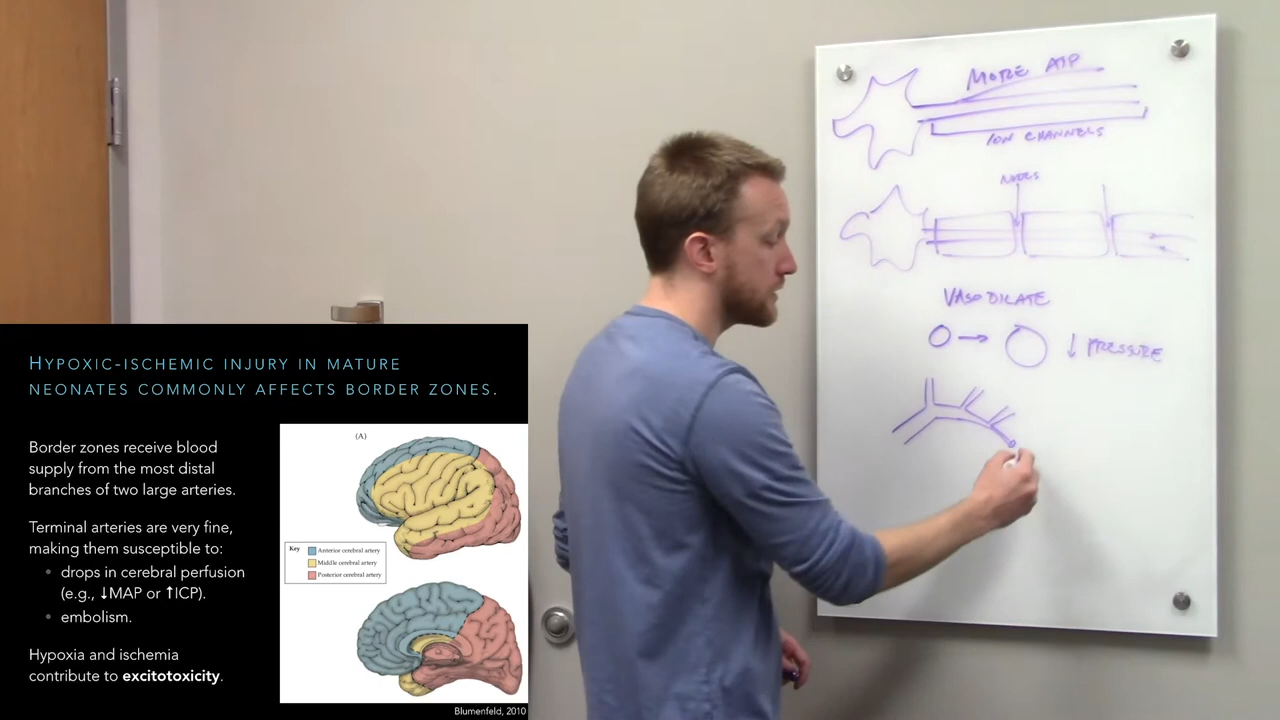 HYPOXIC-ISCHEMIC INJURY IN MATURE
NEONATES COMMONLY AFFECTS BORDER ZONES.
Border zones receive blood
supply from the most distal
branches of two large arteries.
Terminal arteries are very fine,
making them susceptible to:
• drops in cerebral perfusion
(e.g., ↓MAP or ↑ICP).
• embolism.
Hypoxia and ischemia
contribute to excitotoxicity.
(A)
Key
Anterior cerebral artery
Middle cerebral artery
Posterior cerebral artery
Blumenfeld, 2010
MORE ATP
ION CHANNELS
VASODILATE
↓ PRESSURE